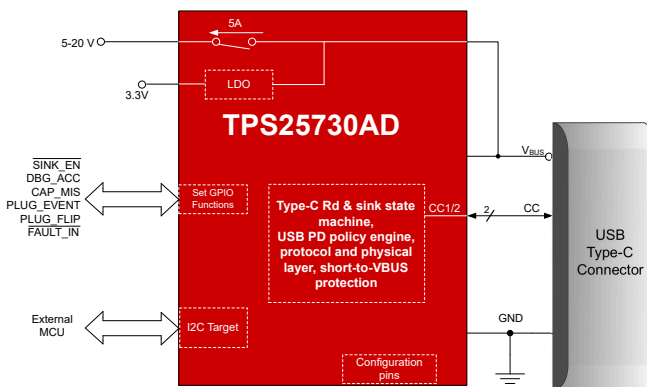 5A
5-20 V
LDO
3.3V
TPS25730AD
VBUS
SINK_EN
DBG_ACC
CAP_MIS
PLUG_EVENT
PLUG_FLIP
FAULT_IN
Set GPIO
Functions
Type-C Rd & sink state
machine,
USB PD policy engine,
protocol and physical
layer, short-to-VBUS
protection
CC1/2
2
CC
USB
Type-C
Connector
External
MCU
I2C Target
GND
Configuration
pins